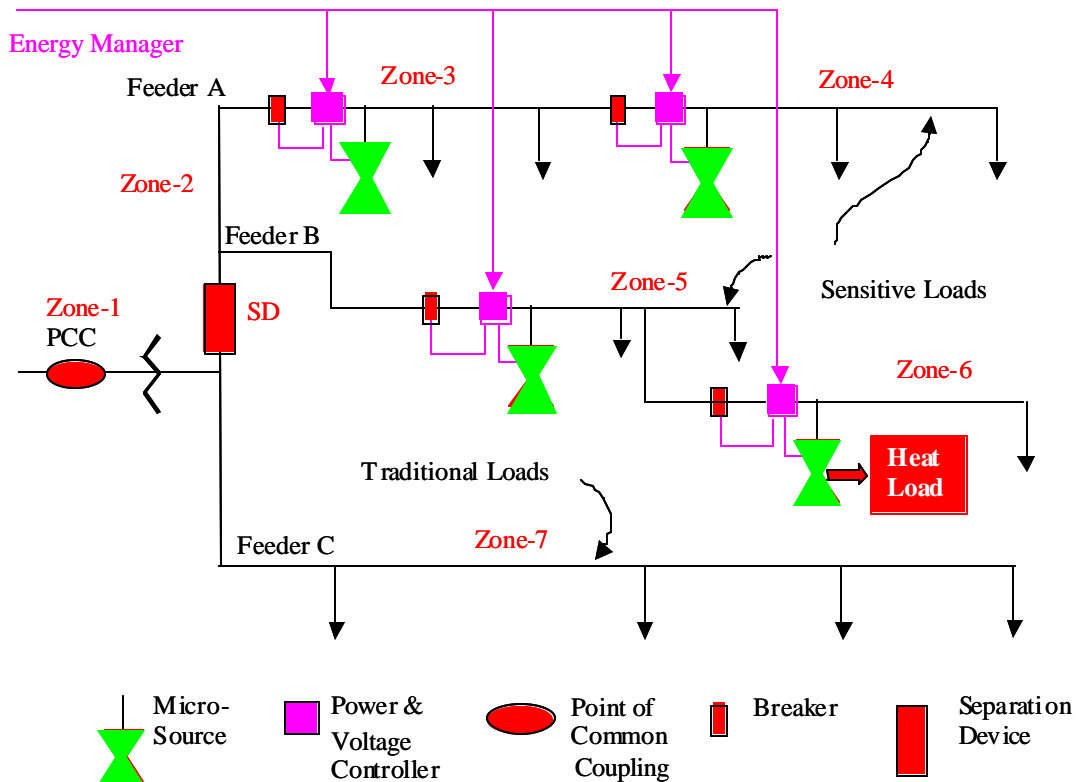 Energy Manager
Zone-3
Zone-4
Feeder A
Zone-2
Feeder B
Zone-5
Sensitive Loads
Zone-1
PCC
SD
Zone-6
Traditional Loads
Heat
Load
Feeder C
Zone-7
Micro-
Source
Power &
Voltage
Controller
Point of
Common
Coupling
Breaker
Separation
Device